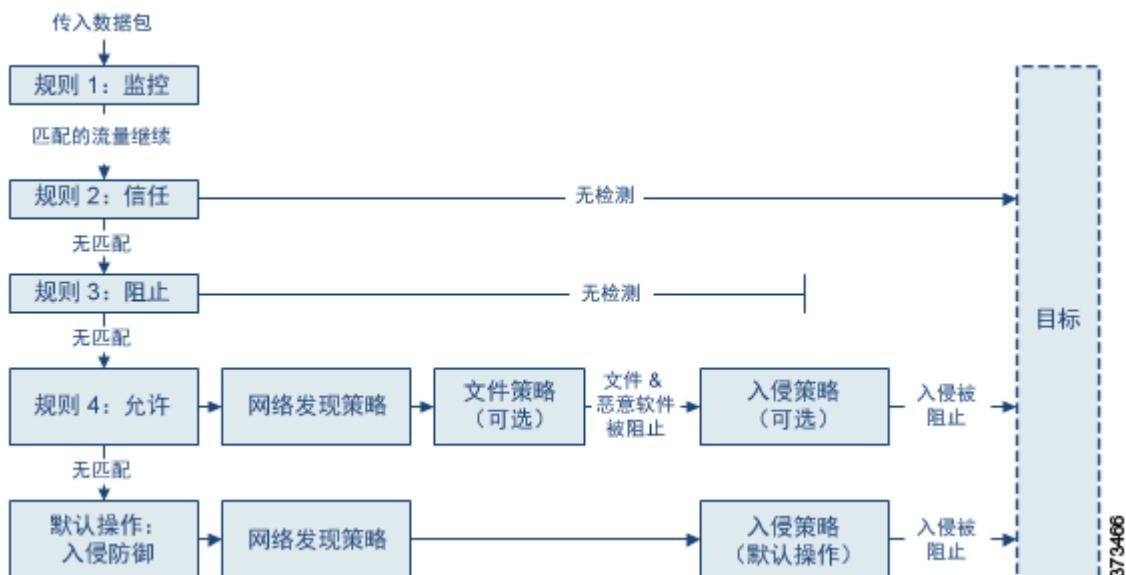 传入数据包
规则 1：监控
匹配的流量继续
规则 2：信任
无检测
无匹配
规则 3：阻止
无检测
无匹配
规则 4：允许
网络发现策略
文件策略
（可选）
文件 &
恶意软件
被阻止
入侵策略
（可选）
入侵被
阻止
目标
无匹配
默认操作：
入侵防御
网络发现策略
入侵策略
（默认操作）
入侵被
阻止
373466